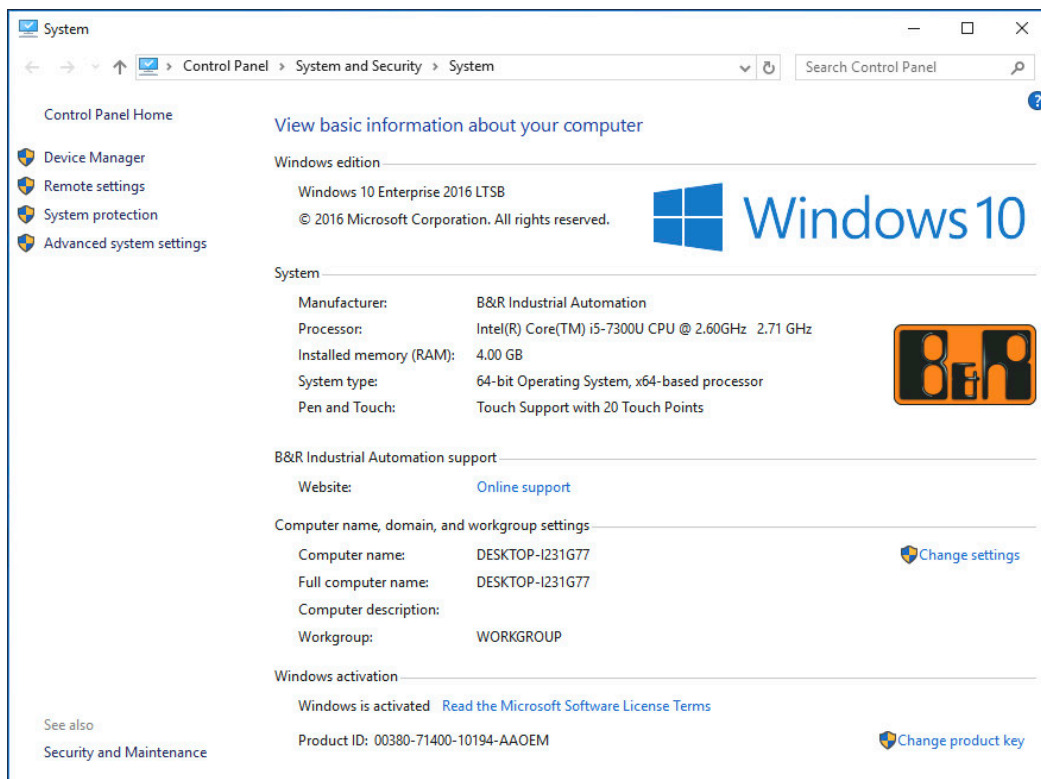 System
Control Panel > System and Security > System
Search Control Panel
?
Control Panel Home
Device Manager
Remote settings
System protection
Advanced system settings
See also
Security and Maintenance
View basic information about your computer
Windows edition
Windows 10 Enterprise 2016 LTSB
© 2016 Microsoft Corporation. All rights reserved.
Windows 10
System
Manufacturer: B&R Industrial Automation
Processor: Intel(R) Core(TM) i5-7300U CPU @ 2.60GHz 2.71 GHz
Installed memory (RAM): 4.00 GB
System type: 64-bit Operating System, x64-based processor
Pen and Touch: Touch Support with 20 Touch Points
B&R
B&R Industrial Automation support
Website: Online support
Computer name, domain, and workgroup settings
Computer name: DESKTOP-I231G77
Change settings
Full computer name: DESKTOP-I231G77
Computer description:
Workgroup: WORKGROUP
Windows activation
Windows is activated Read the Microsoft Software License Terms
Product ID: 00380-71400-10194-AAOEM
Change product key